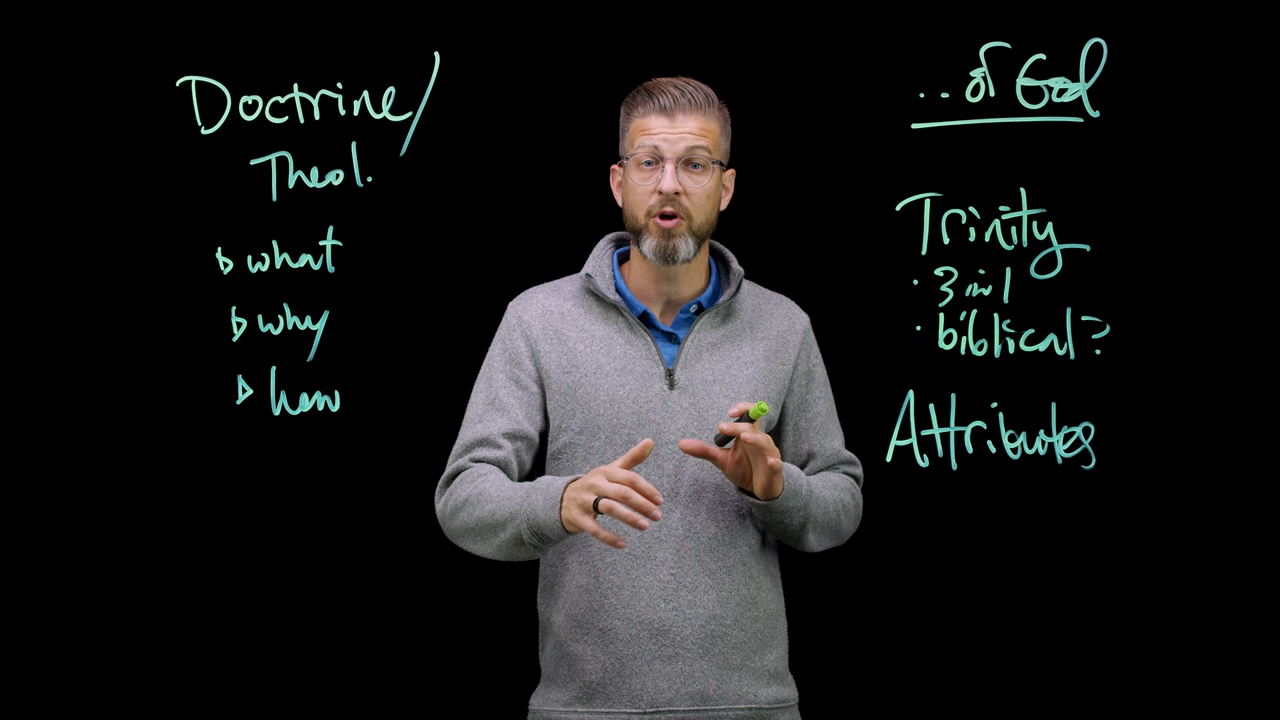 Doctrine/
Theol.
what
why
how
.. of God
Trinity
· 3 in 1
· biblical?
Attributes